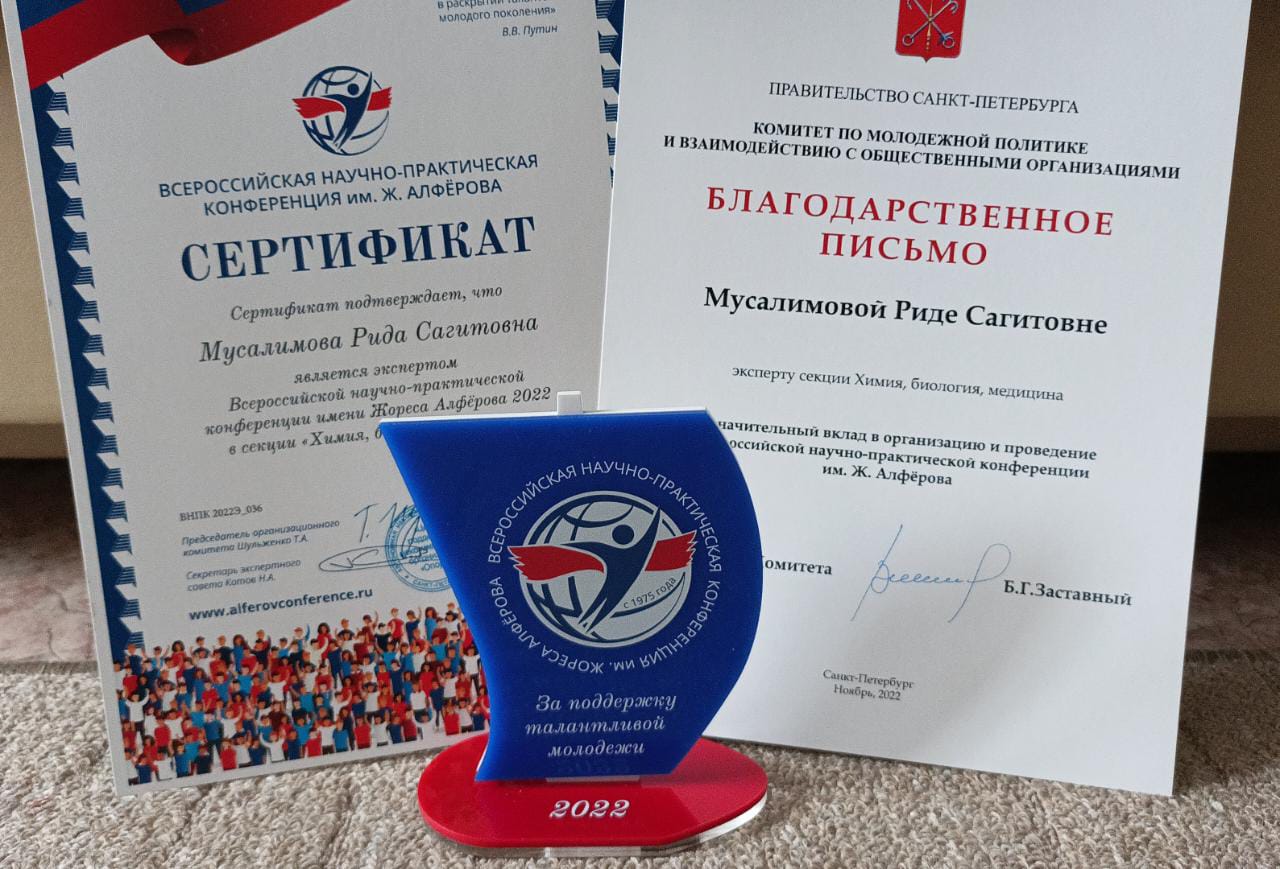 в раскрытии
молодого поколения»
В.В. Путин
ВСЕРОССИЙСКАЯ НАУЧНО-ПРАКТИЧЕСКАЯ
КОНФЕРЕНЦИЯ им. Ж. АЛФЁРОВА
СЕРТИФИКАТ
Сертификат подтверждает, что
Мусалимова Рида Сагитовна
является экспертом
Всероссийской научно-практической
конференции имени Жореса Алфёрова 2022
в секции «Химия,
ВНПК 2022Э_036
Председатель организационного
комитета Шульженко Т.А.
Секретарь экспертного
совета Котов Н.А.
www.alferovconference.ru
ПРАВИТЕЛЬСТВО САНКТ-ПЕТЕРБУРГА
КОМИТЕТ ПО МОЛОДЕЖНОЙ ПОЛИТИКЕ
И ВЗАИМОДЕЙСТВИЮ С ОБЩЕСТВЕННЫМИ ОРГАНИЗАЦИЯМИ
БЛАГОДАРСТВЕННОЕ
ПИСЬМО
Мусалимовой Риде Сагитовне
эксперту секции Химия, биология, медицина
начительный вклад в организацию и проведение
российской научно-практической конференции
им. Ж. Алфёрова
омитета
Б.Г.Заставный
Санкт-Петербург
Ноябрь, 2022
ВСЕРОССИЙСКАЯ НАУЧНО-ПРАКТИЧЕСКАЯ КОНФЕРЕНЦИЯ ИМ. ЖОРЕСА АЛФЁРОВА
с 1975 года
За поддержку
талантливой
молодежи
2022